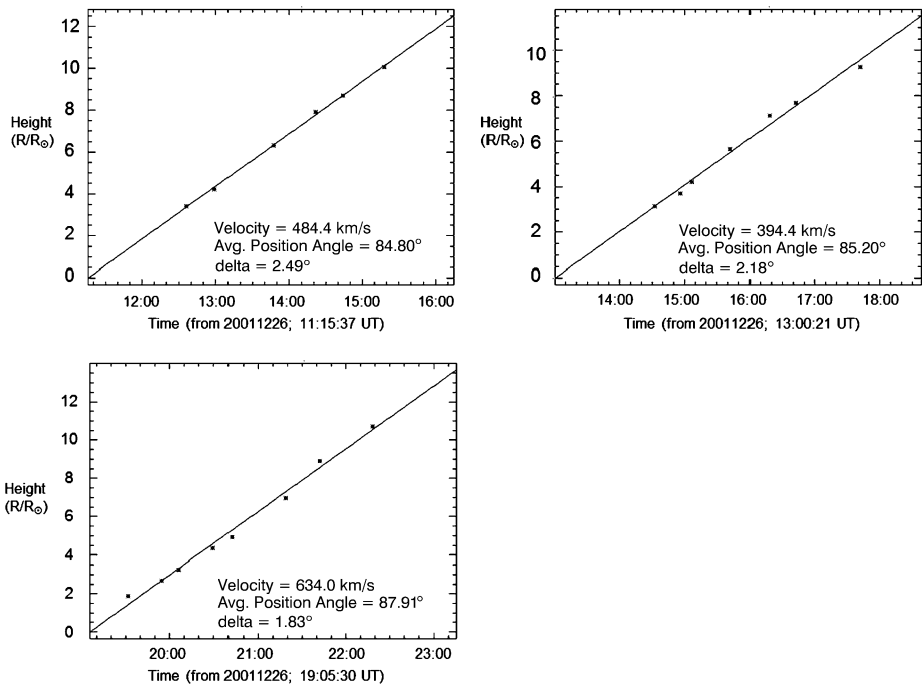 12
10
8
Height
(R/R☉)
6
4
2
0
Velocity = 484.4 km/s
Avg. Position Angle = 84.80°
delta = 2.49°
12:00 13:00 14:00 15:00 16:00
Time (from 20011226; 11:15:37 UT)
10
8
Height
(R/R☉)
6
4
2
0
Velocity = 394.4 km/s
Avg. Position Angle = 85.20°
delta = 2.18°
14:00 15:00 16:00 17:00 18:00
Time (from 20011226; 13:00:21 UT)
12
10
8
Height
(R/R☉)
6
4
2
0
Velocity = 634.0 km/s
Avg. Position Angle = 87.91°
delta = 1.83°
20:00 21:00 22:00 23:00
Time (from 20011226; 19:05:30 UT)